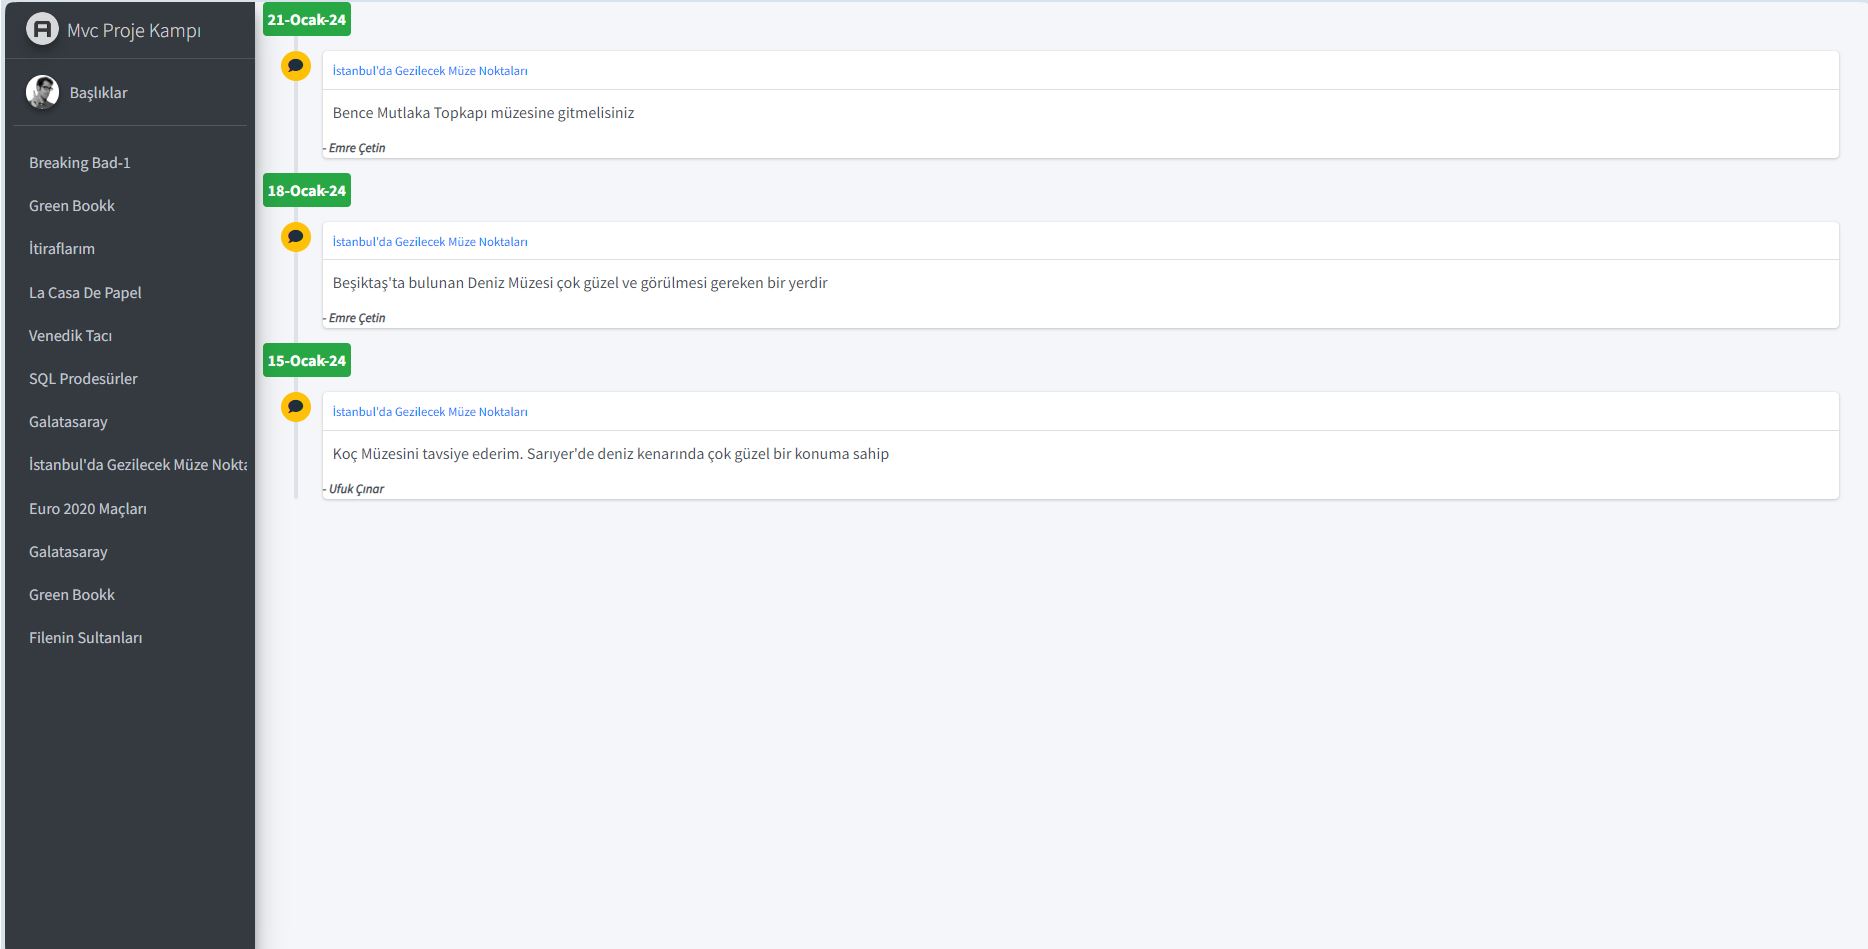 Mvc Proje Kampı
Başlıklar
Breaking Bad-1
Green Bookk
İtiraflarım
La Casa De Papel
Venedik Tacı
SQL Prodesürler
Galatasaray
İstanbul'da Gezilecek Müze Nokta
Euro 2020 Maçları
Galatasaray
Green Bookk
Filenin Sultanları
21-Ocak-24
İstanbul'da Gezilecek Müze Noktaları
Bence Mutlaka Topkapı müzesine gitmelisiniz
- Emre Çetin
18-Ocak-24
İstanbul'da Gezilecek Müze Noktaları
Beşiktaş'ta bulunan Deniz Müzesi çok güzel ve görülmesi gereken bir yerdir
- Emre Çetin
15-Ocak-24
İstanbul'da Gezilecek Müze Noktaları
Koç Müzesini tavsiye ederim. Sarıyer'de deniz kenarında çok güzel bir konuma sahip
- Ufuk Çınar